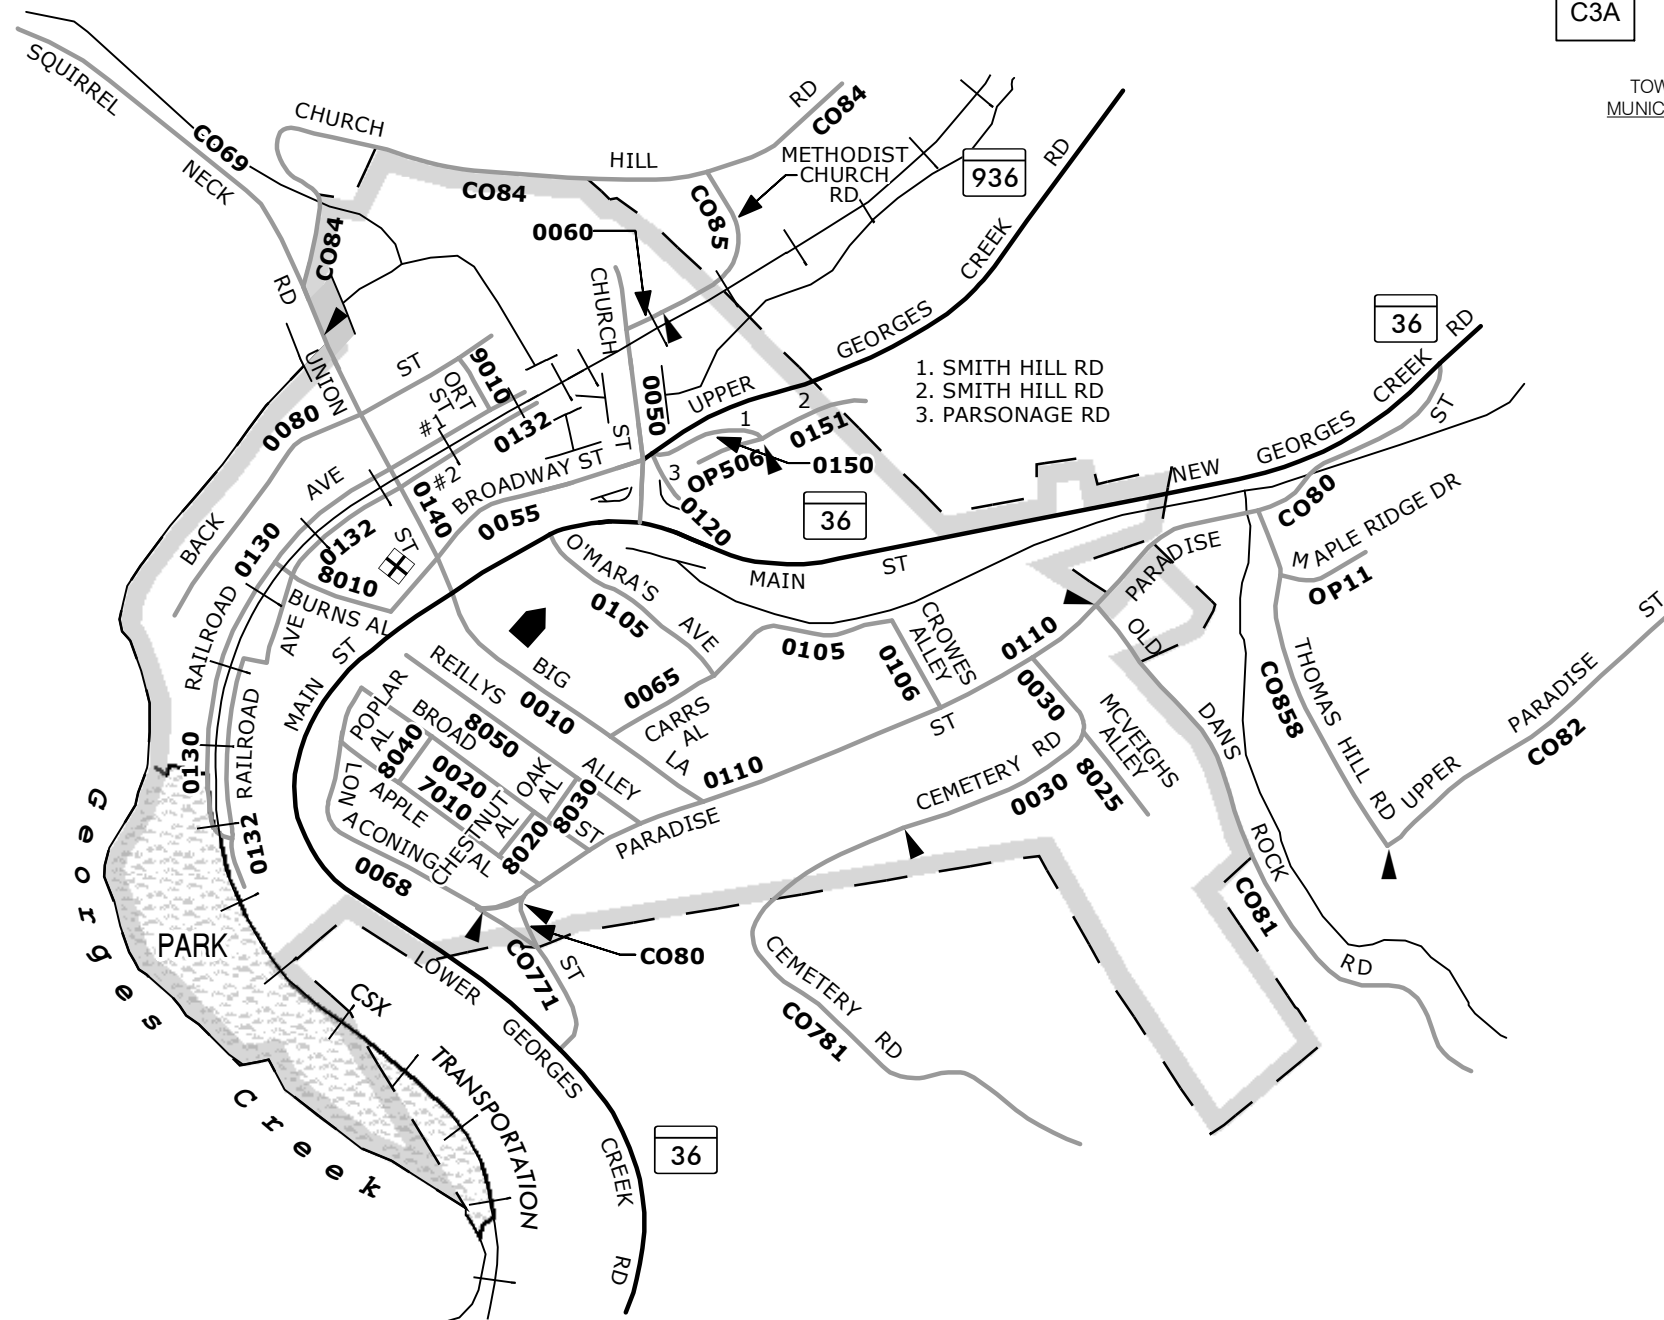 C3A
TOW
MUNIC
SQUIRREL
CO69
NECK
RD
CHURCH
HILL
RD
CO84
CO84
CO84
METHODIST
CHURCH
RD
CO85
936
0060
CHURCH
ST
0050
UPPER
GEORGES
CREEK
RD
1. SMITH HILL RD
2. SMITH HILL RD
3. PARSONAGE RD
1
2
3
0151
0150
OP506
0120
36
36
NEW
GEORGES
CREEK
RD
ST
CO80
MAPLE RIDGE DR
OP11
UNION
ST
0080
ST
9010
ORT
ST
#1
#2
0132
0140
BROADWAY ST
0055
BACK
AVE
0130
0132
8010
BURNS AL
RAILROAD
AVE
RAILROAD
0130
0132
MAIN
ST
MAIN
ST
O'MARA'S
AVE
0105
0105
0106
CROWES
ALLEY
0110
PARADISE
OLD
DANS
ROCK
RD
CO81
THOMAS
HILL
RD
CO858
UPPER
PARADISE
ST
CO82
BIG
LA
0010
0065
CARRS
AL
REILLYS
ALLEY
8050
BROAD
ST
0020
7010
POPLAR
AL
8040
OAK
AL
8030
APPLE
AL
CHESTNUT
AL
8020
LONACONING
0068
PARADISE
ST
0110
0030
MCVEIGHS
ALLEY
8025
CEMETERY
RD
0030
CEMETERY
RD
CO781
CO80
CO771
ST
LOWER
GEORGES
CREEK
RD
36
PARK
CSX
TRANSPORTATION
Georges
Creek